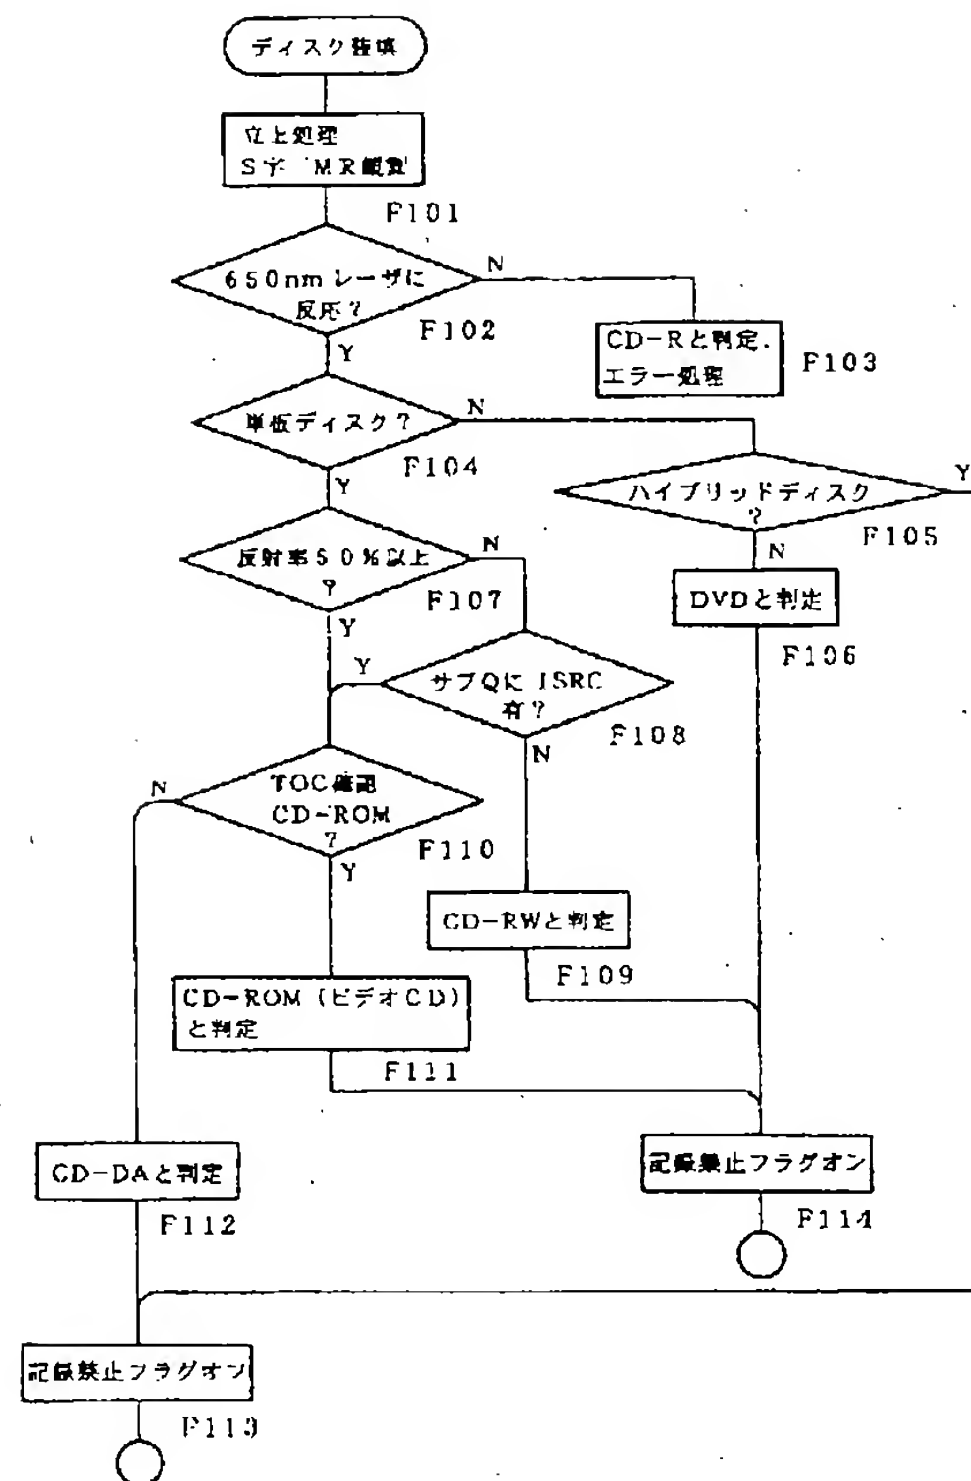 ディスク装填
立上処理
S字 MR観測
F101
650nmレーザに
反応?
N
F102
Y
CD-Rと判定.
エラー処理
F103
単板ディスク?
N
F104
Y
ハイブリッドディスク
?
Y
F105
N
反射率50%以上
?
N
F107
Y
DVDと判定
F106
サブQにISRC
有?
Y
F108
N
TOC確認
CD-ROM
?
N
F110
Y
CD-RWと判定
F109
CD-ROM(ビデオCD)
と判定
F111
CD-DAと判定
F112
記録禁止フラグオン
F114
記録禁止フラグオン
F113